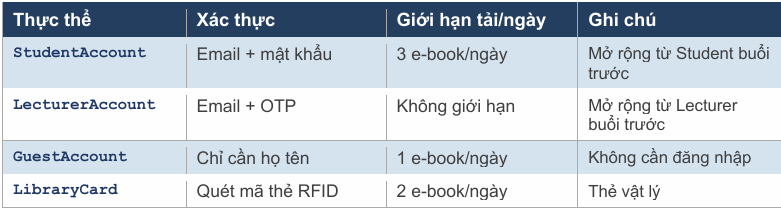 Thực thể Xác thực Giới hạn tải/ngày Ghi chú
StudentAccount Email + mật khẩu 3 e-book/ngày Mở rộng từ Student buổi
trước
LecturerAccount Email + OTP Không giới hạn Mở rộng từ Lecturer
buổi trước
GuestAccount Chỉ cần họ tên 1 e-book/ngày Không cần đăng nhập
LibraryCard Quét mã thẻ RFID 2 e-book/ngày Thẻ vật lý